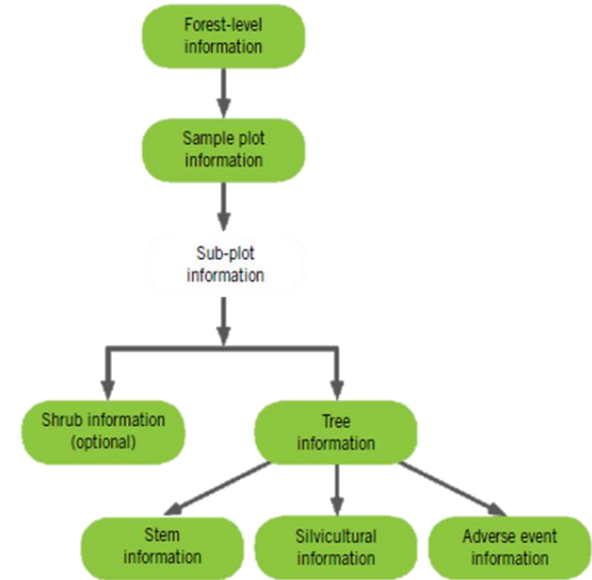 Forest-level
information
Sample plot
information
Sub-plot
information
Shrub information
(optional)
Tree
information
Stem
information
Silvicultural
information
Adverse event
information